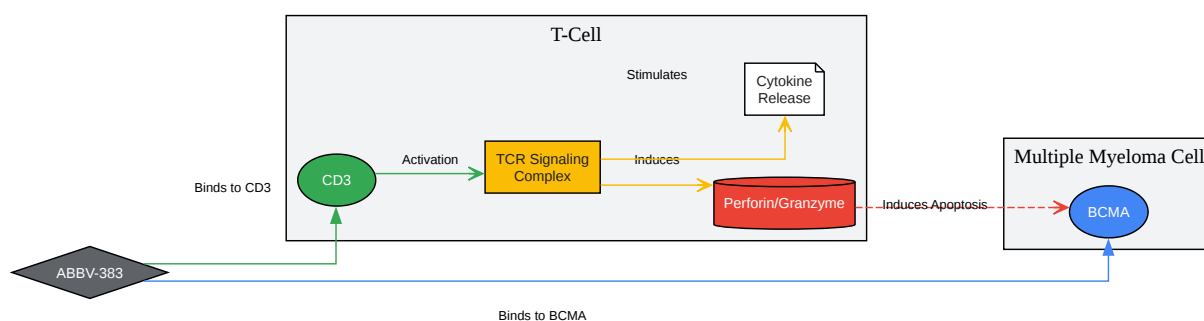 T-Cell
Stimulates
Cytokine
Release
Activation
TCR Signaling
Complex
Induces
Multiple Myeloma Cell
CD3
Binds to CD3
Perforin/Granzyme
Induces Apoptosis
BCMA
ABBV-383
Binds to BCMA